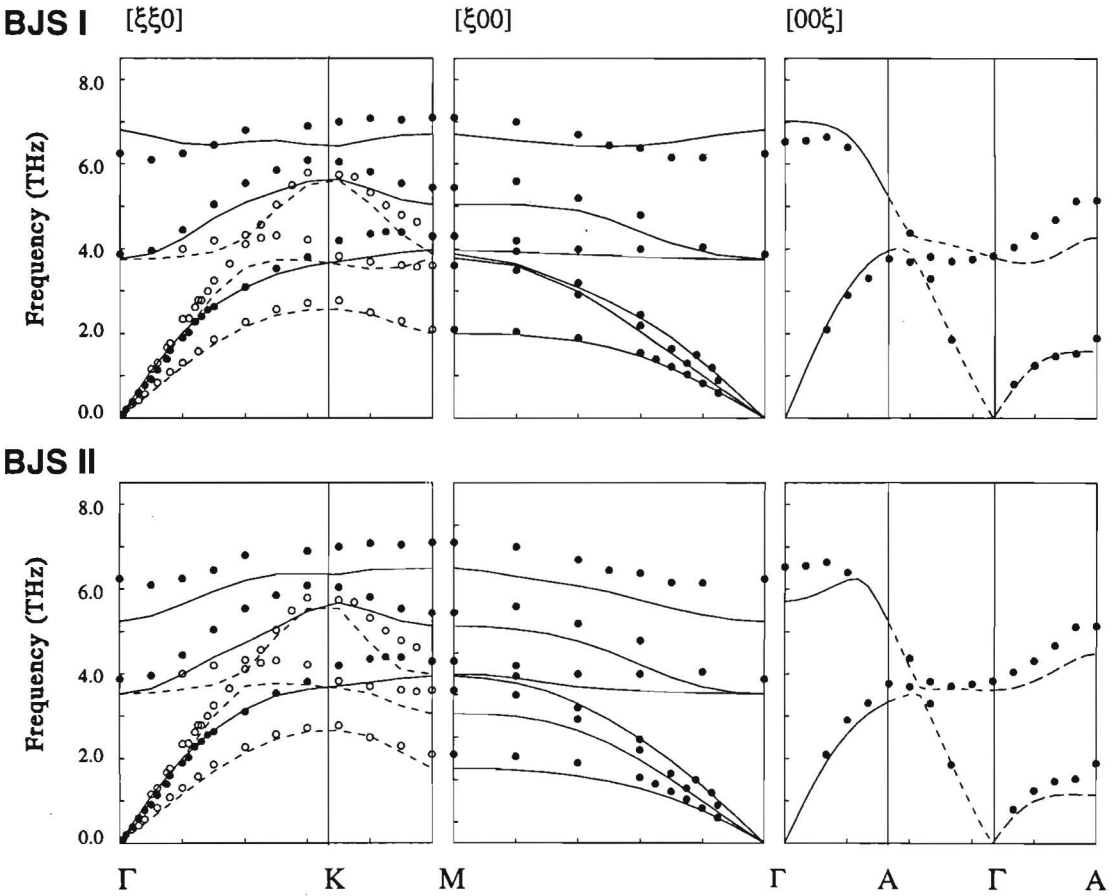 BJS I [ξξ0] [ξ00] [00ξ]
8.0
6.0
4.0
2.0
0.0
Frequency (THz)
BJS II
8.0
6.0
4.0
2.0
0.0
Frequency (THz)
Γ K M Γ A Γ A